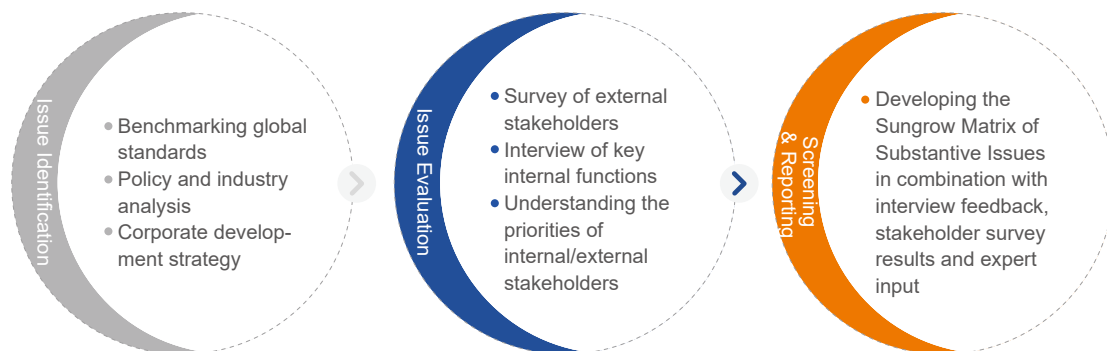 Issue Identification
• Benchmarking global
standards
• Policy and industry
analysis
• Corporate develop-
ment strategy
Issue Evaluation
• Survey of external
stakeholders
• Interview of key
internal functions
• Understanding the
priorities of
internal/external
stakeholders
Screening
& Reporting
• Developing the
Sungrow Matrix of
Substantive Issues
in combination with
interview feedback,
stakeholder survey
results and expert
input